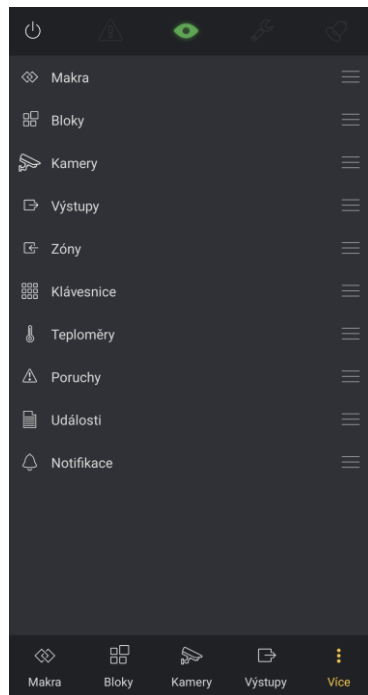 Makra
Bloky
Kamery
Výstupy
Zóny
Klávesnice
Teploměry
Poruchy
Události
Notifikace
Makra Bloky Kamery Výstupy Více